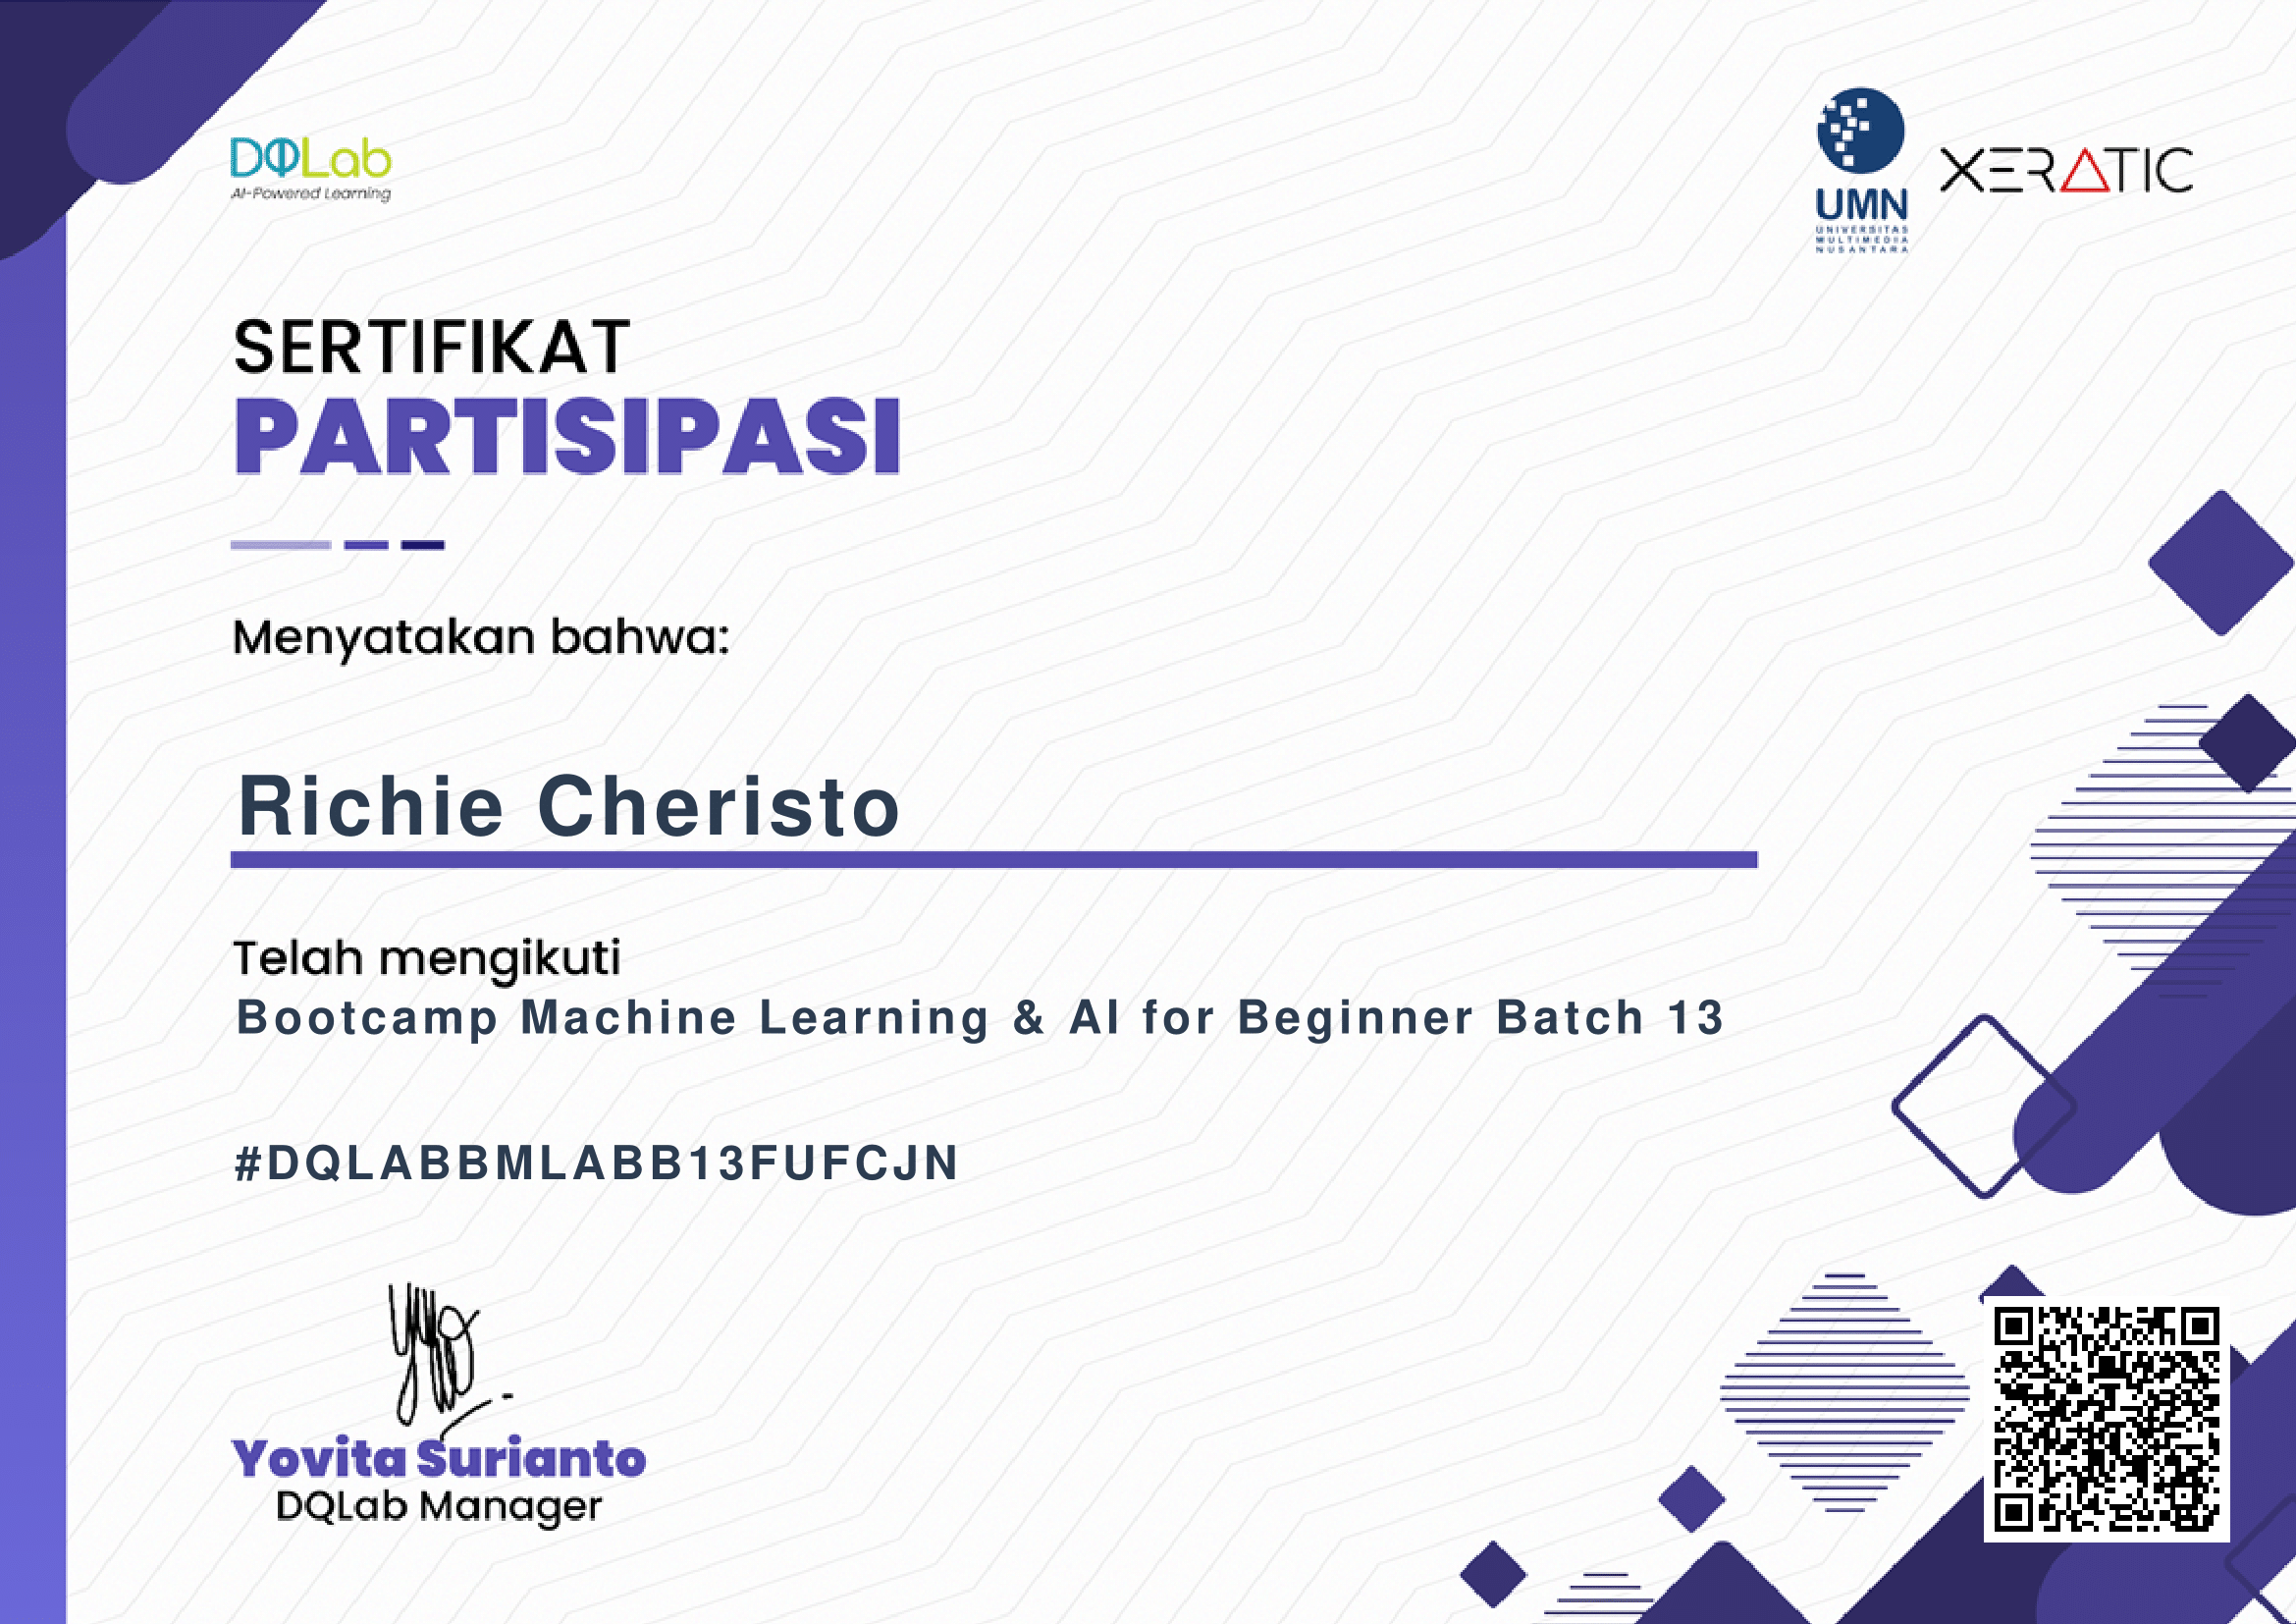 DQLab
AI-Powered Learning
UMN
UNIVERSITAS
MULTIMEDIA
NUSANTARA
XERATIC
SERTIFIKAT
PARTISIPASI
Menyatakan bahwa:
Richie Cheristo
Telah mengikuti
Bootcamp Machine Learning & AI for Beginner Batch 13
#DQLABBMLABB13FUFCJN
Yovita Surianto
DQLab Manager